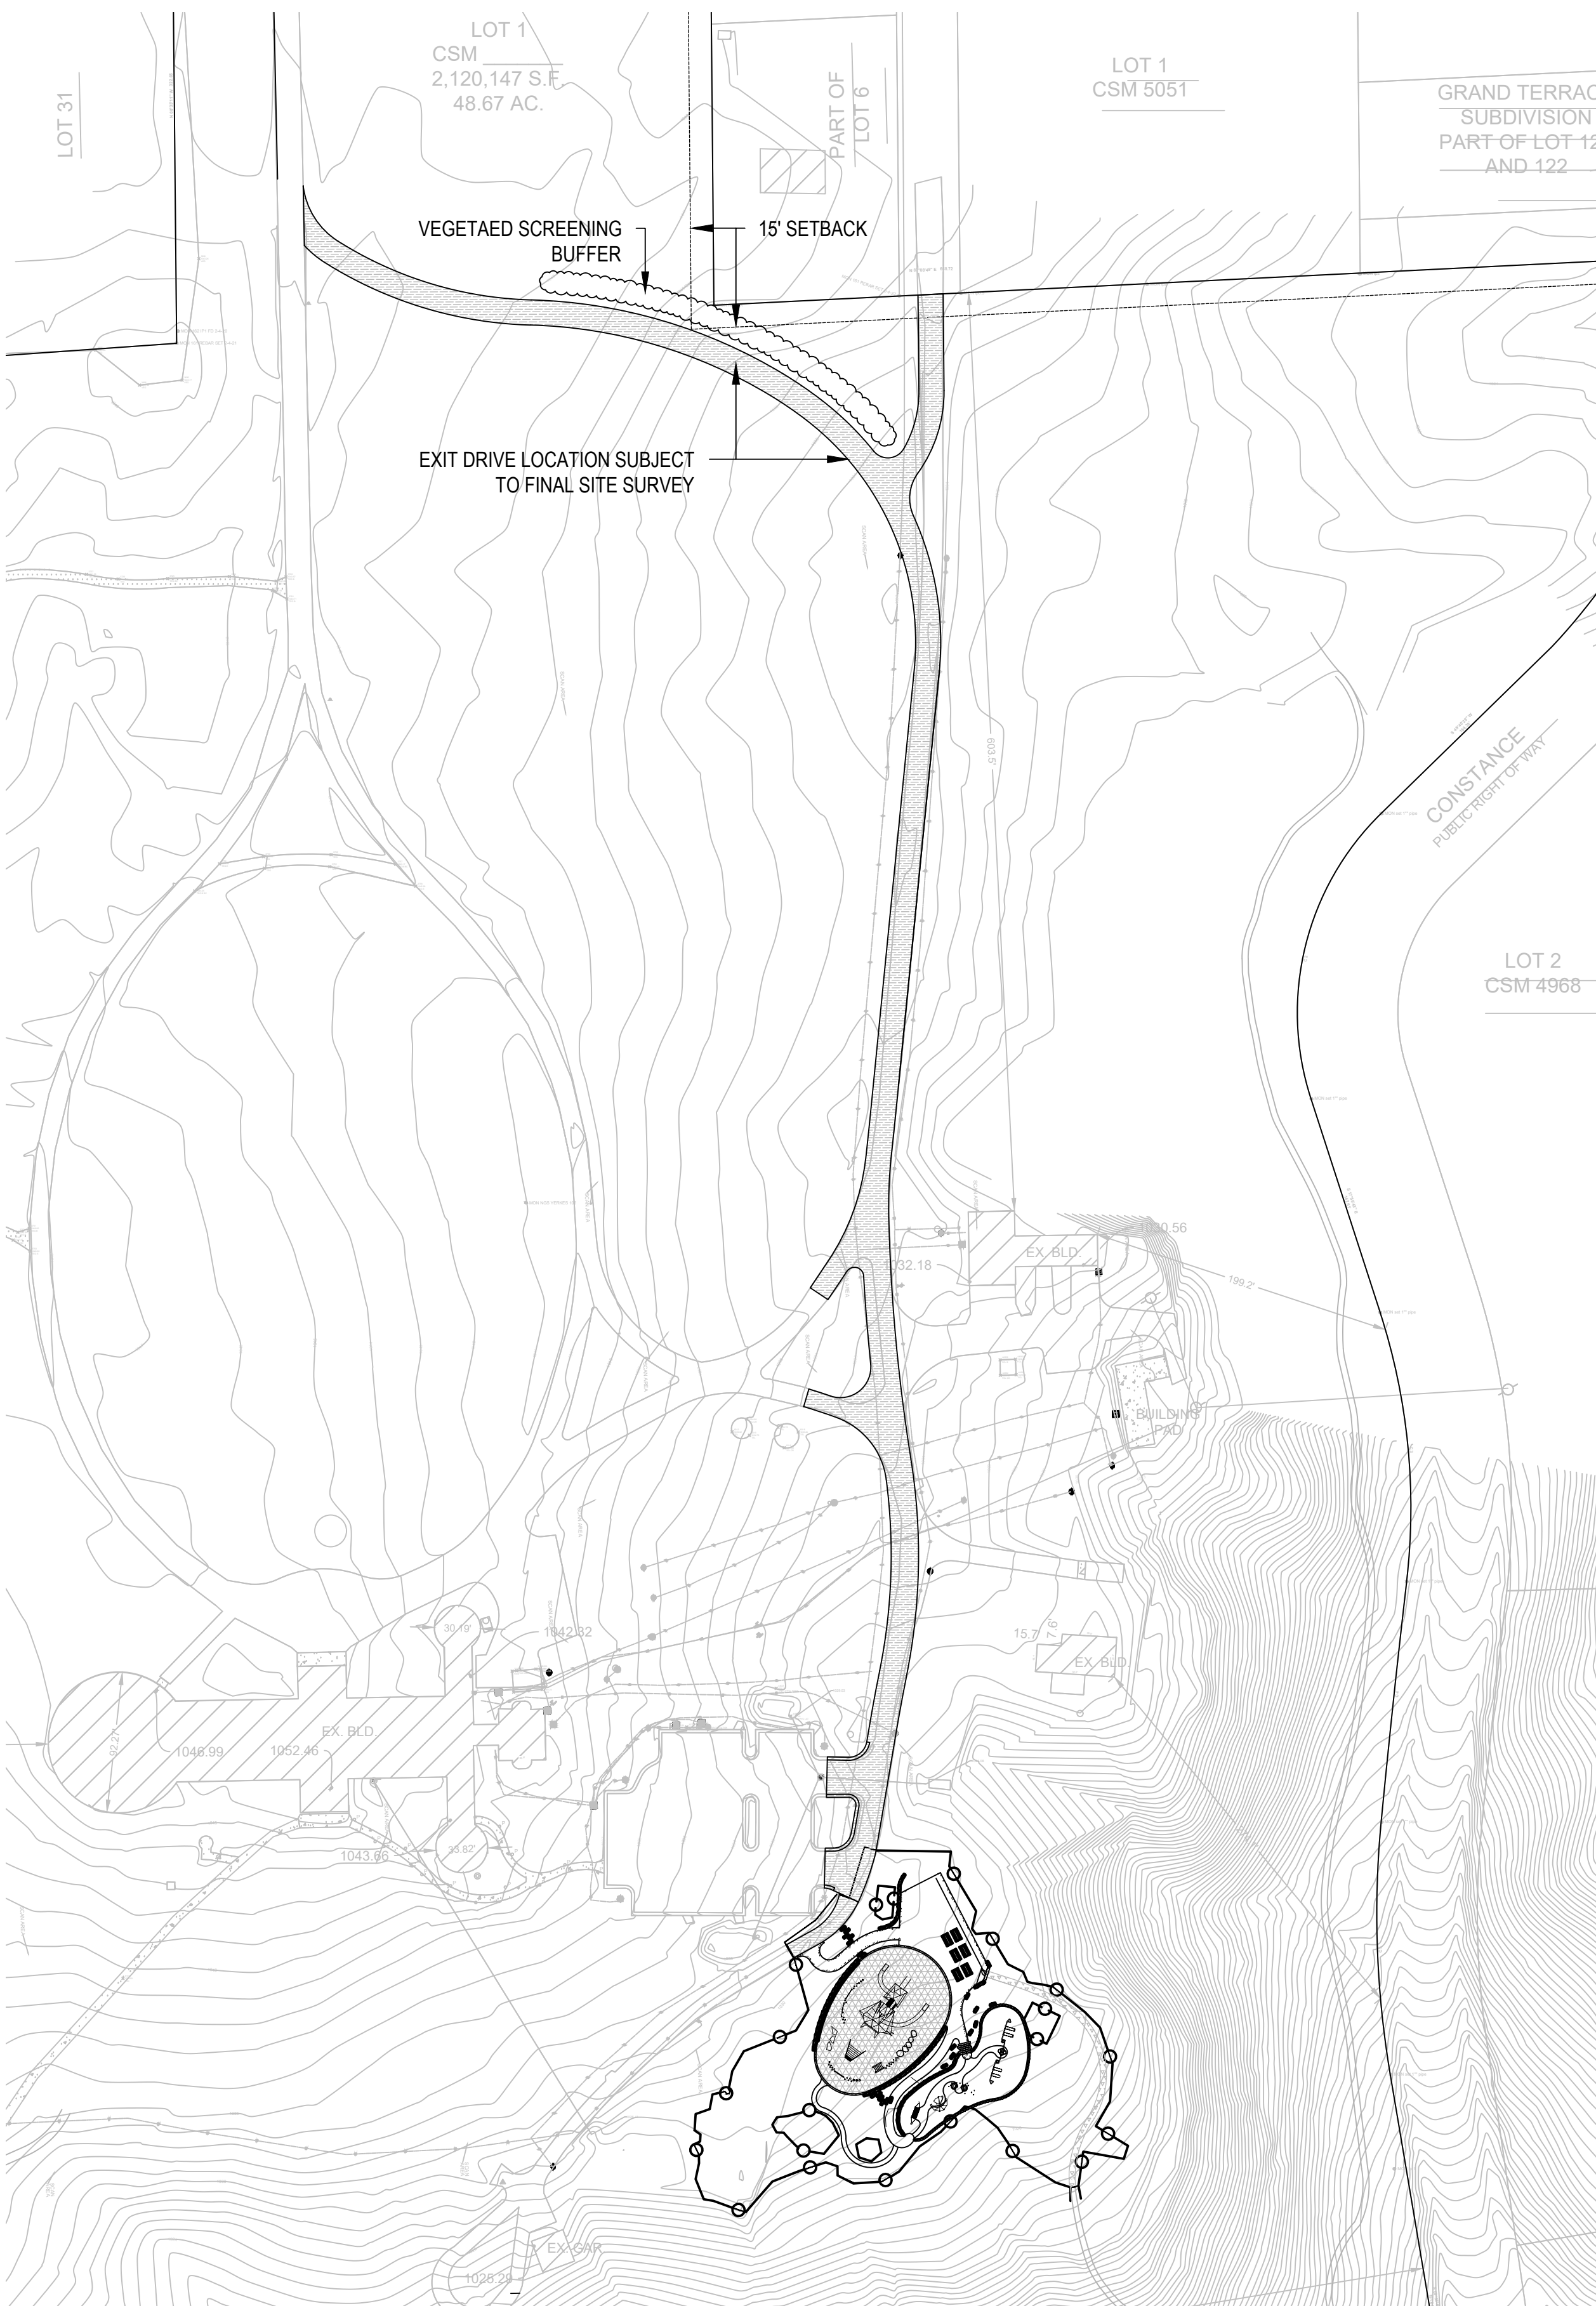 LOT 1
CSM
2,120,147 S.F.
48.67 AC.
LOT 31
PART OF
LOT 6
LOT 1
CSM 5051
GRAND TERRAC
SUBDIVISION
PART OF LOT 12
AND 122
VEGETAED SCREENING
BUFFER
15' SETBACK
EXIT DRIVE LOCATION SUBJECT
TO FINAL SITE SURVEY
603.5'
CONSTANCE
PUBLIC RIGHT OF WAY
LOT 2
CSM 4968
1030.56
EX. BLD.
1032.18
199.2'
BUILDING
PAD
30.19'
1042.32
15.7
7.6'
EX. BLD.
EX. BLD.
92.27'
1046.99
1052.46
1043.66
33.82'
EX. GAR
1025.29